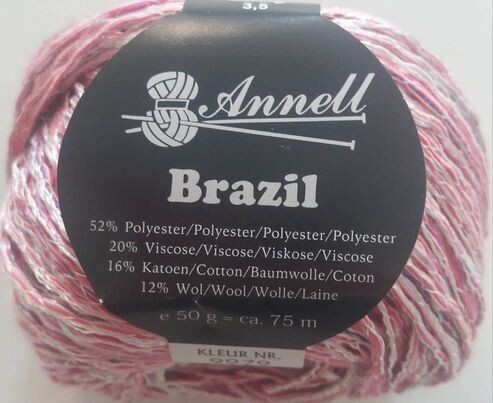 3,5
Annell
Brazil
52% Polyester/Polyester/Polyester/Polyester
20% Viscose/Viscose/Viskose/Viscose
16% Katoen/Cotton/Baumwolle/Coton
12% Wol/Wool/Wolle/Laine
e 50 g = ca. 75 m
KLEUR NR.